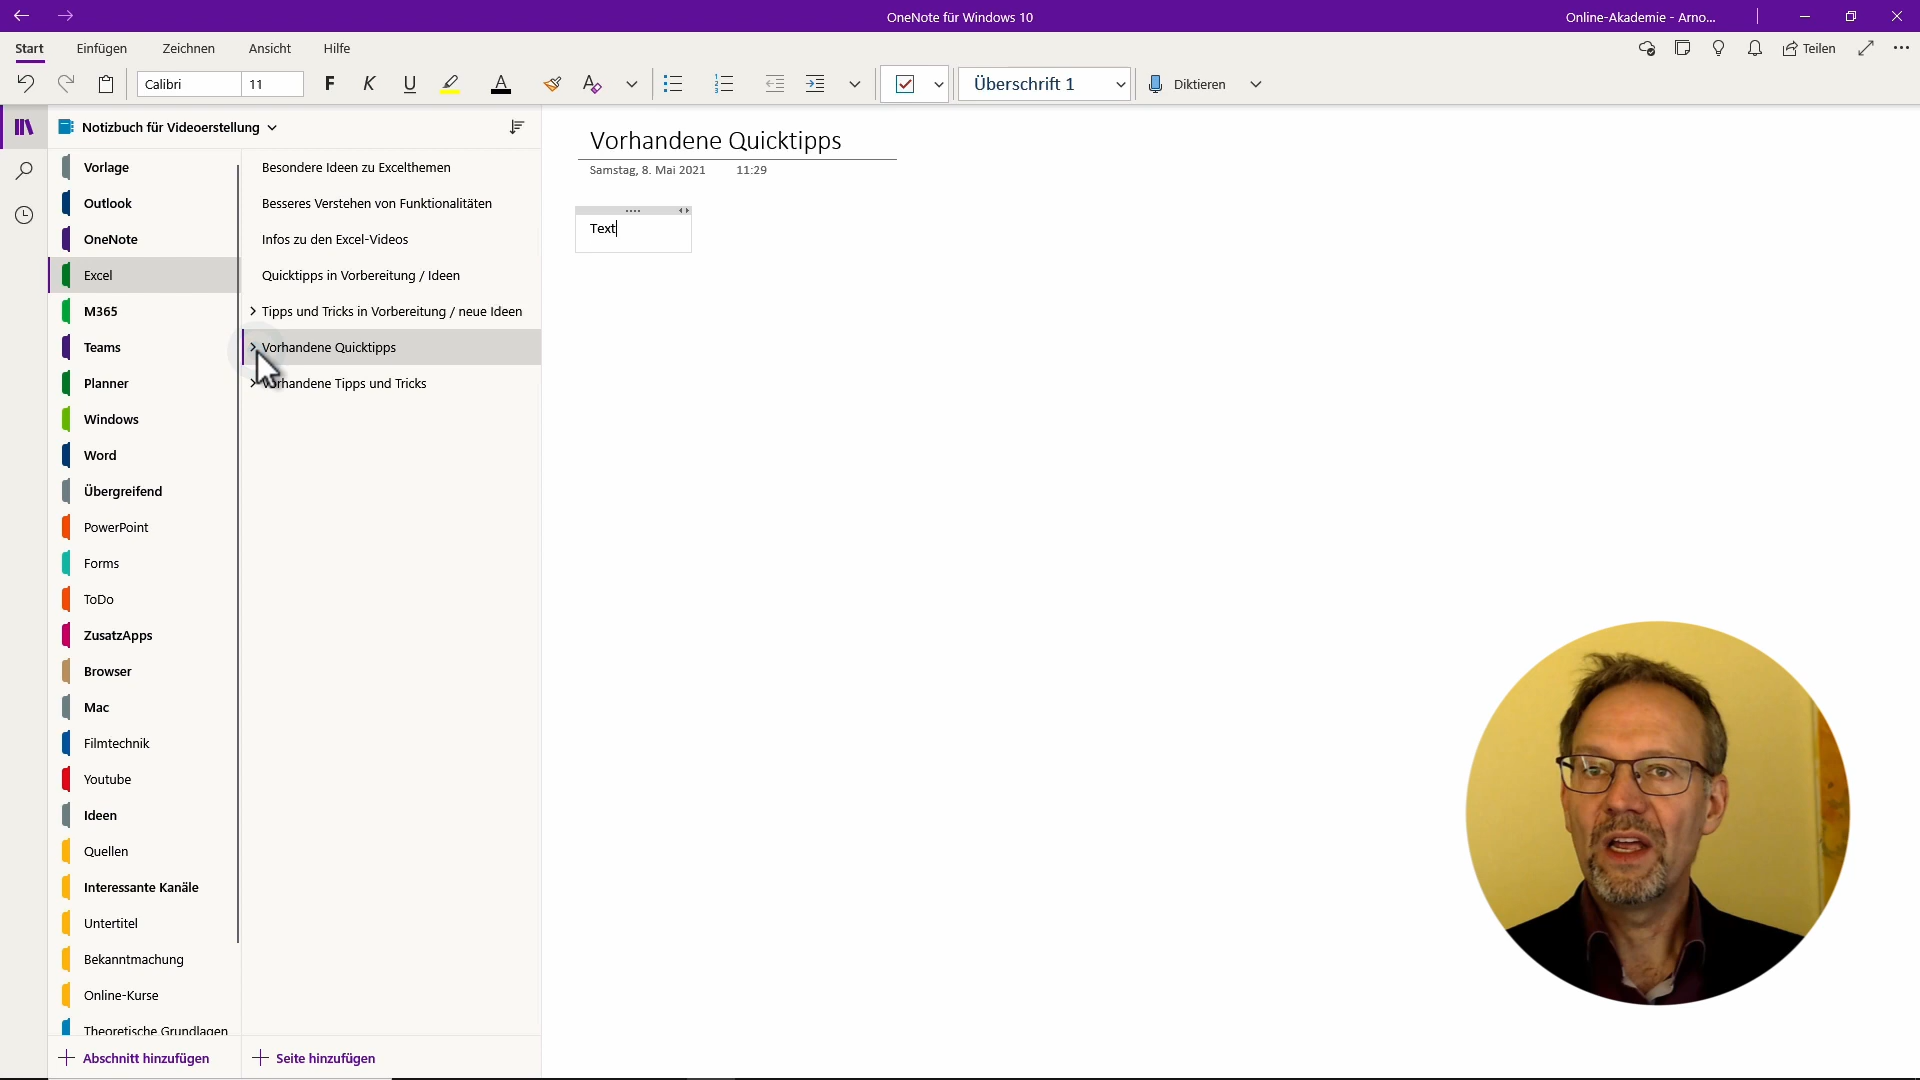 OneNote für Windows 10
Online-Akademie - Arno...
Start Einfügen Zeichnen Ansicht Hilfe
Teilen
Calibri 11 F K U A Überschrift 1 Diktieren
Notizbuch für Videoerstellung
Vorlage
Outlook
OneNote
Excel
M365
Teams
Planner
Windows
Word
Übergreifend
PowerPoint
Forms
ToDo
ZusatzApps
Browser
Mac
Filmtechnik
Youtube
Ideen
Quellen
Interessante Kanäle
Untertitel
Bekanntmachung
Online-Kurse
Theoretische Grundlagen
Abschnitt hinzufügen
Besondere Ideen zu Excelthemen
Besseres Verstehen von Funktionalitäten
Infos zu den Excel-Videos
Quicktipps in Vorbereitung / Ideen
Tipps und Tricks in Vorbereitung / neue Ideen
Vorhandene Quicktipps
Vorhandene Tipps und Tricks
Seite hinzufügen
Vorhandene Quicktipps
Samstag, 8. Mai 2021 11:29
Text